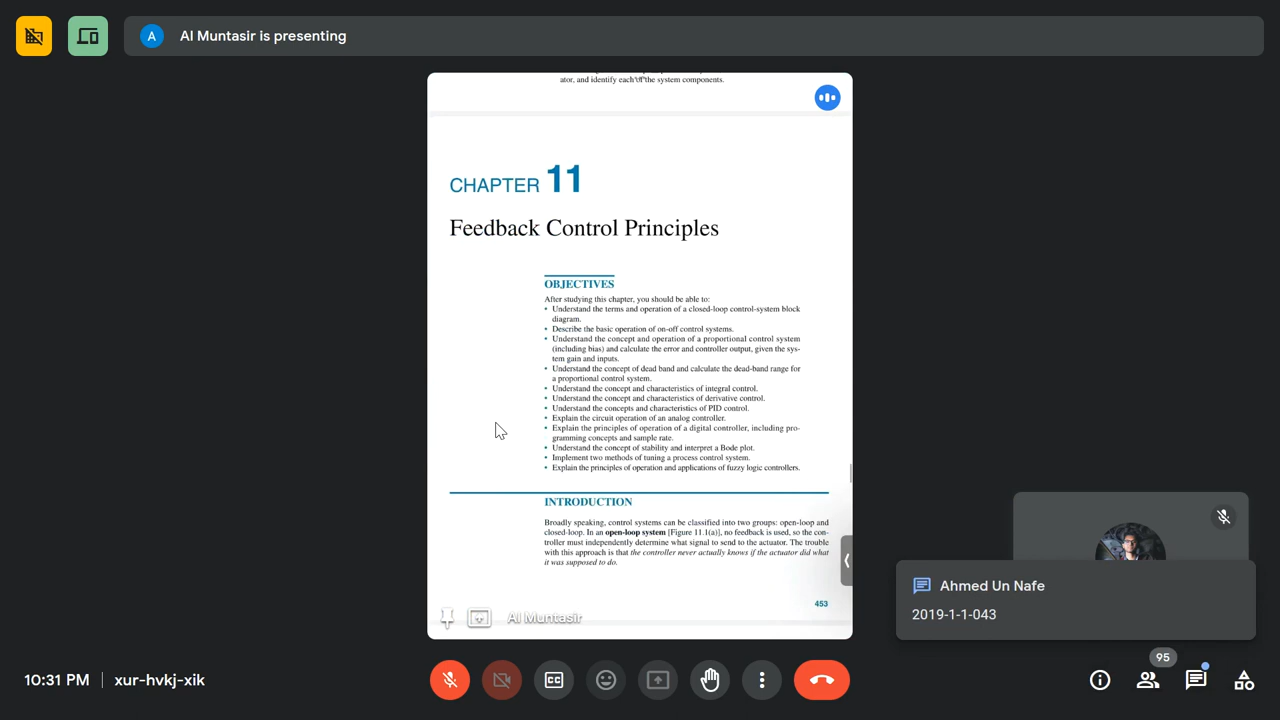 A Al Muntasir is presenting
ator, and identify each of the system components.
CHAPTER 11
Feedback Control Principles
OBJECTIVES
After studying this chapter, you should be able to:
• Understand the terms and operation of a closed-loop control-system block
diagram.
• Describe the basic operation of on-off control systems.
• Understand the concept and operation of a proportional control system
(including bias) and calculate the error and controller output, given the sys-
tem gain and inputs.
• Understand the concept of dead band and calculate the dead-band range for
a proportional control system.
• Understand the concept and characteristics of integral control.
• Understand the concept and characteristics of derivative control.
• Understand the concepts and characteristics of PID control.
• Explain the circuit operation of an analog controller.
• Explain the principles of operation of a digital controller, including pro-
gramming concepts and sample rate.
• Understand the concept of stability and interpret a Bode plot.
• Implement two methods of tuning a process control system.
• Explain the principles of operation and applications of fuzzy logic controllers.
INTRODUCTION
Broadly speaking, control systems can be classified into two groups: open-loop and
closed-loop. In an open-loop system [Figure 11.1(a)], no feedback is used, so the con-
troller must independently determine what signal to send to the actuator. The trouble
with this approach is that the controller never actually knows if the actuator did what
it was supposed to do.
453
Al Muntasir
Ahmed Un Nafe
2019-1-1-043
10:31 PM | xur-hvkj-xik
CC
95